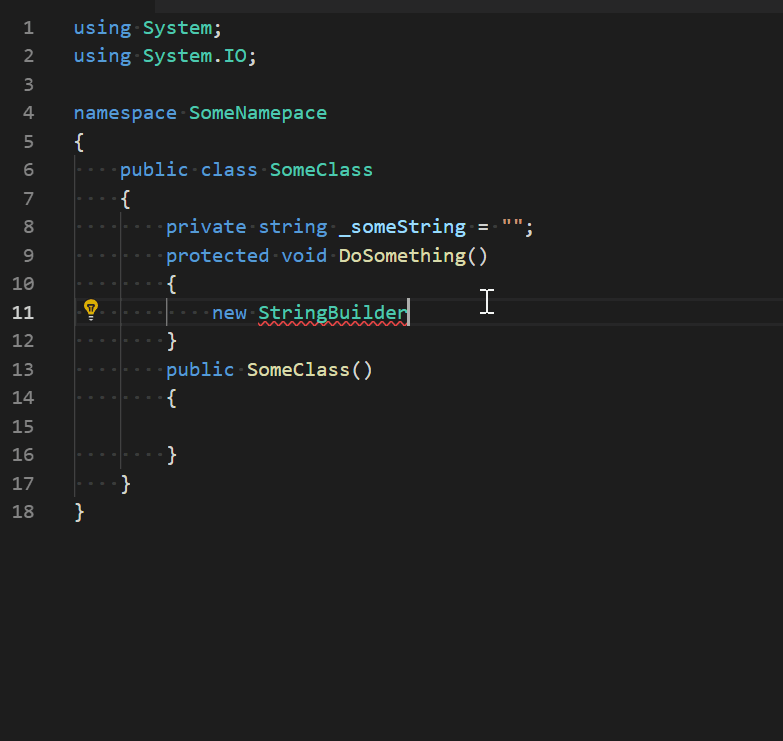 1 using System;
2 using System.IO;
3
4 namespace SomeNamepace
5 {
6     public class SomeClass
7     {
8         private string _someString = "";
9         protected void DoSomething()
10         {
11             new StringBuilder
12         }
13         public SomeClass()
14         {
15
16         }
17     }
18 }